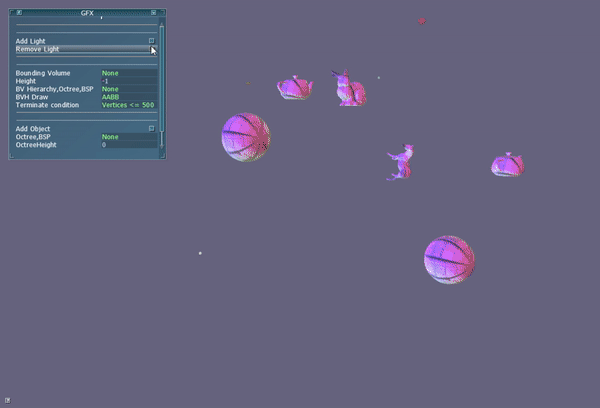 GFX
Add Light
Remove Light
Bounding Volume None
Height -1
BV Hierarchy,Octree,BSP None
BVH Draw AABB
Terminate condition Vertices <= 500
Add Object
Octree,BSP None
OctreeHeight 0